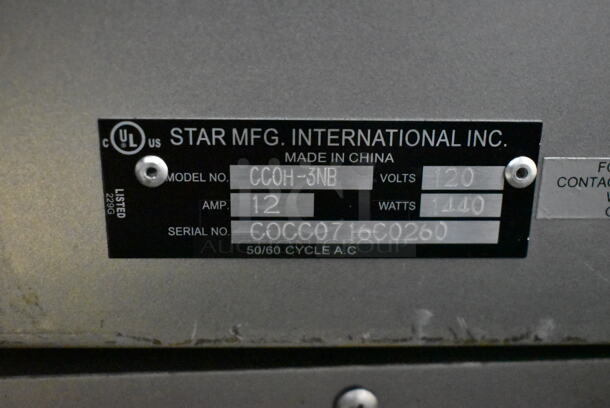 C UL US STAR MFG. INTERNATIONAL INC.
MADE IN CHINA
MODEL NO. CCOH-3NB VOLTS 120
AMP. 12 WATTS 1440
SERIAL NO. COCC0716C0260
50/60 CYCLE A.C
LISTED
229G
CONTAC